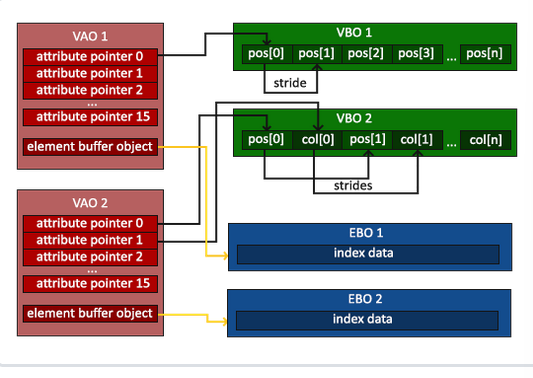 VAO 1
attribute pointer 0
attribute pointer 1
attribute pointer 2
...
attribute pointer 15
element buffer object
VAO 2
attribute pointer 0
attribute pointer 1
attribute pointer 2
...
attribute pointer 15
element buffer object
VBO 1
pos[0] pos[1] pos[2] pos[3] ... pos[n]
stride
VBO 2
pos[0] col[0] pos[1] col[1] ... col[n]
strides
EBO 1
index data
EBO 2
index data